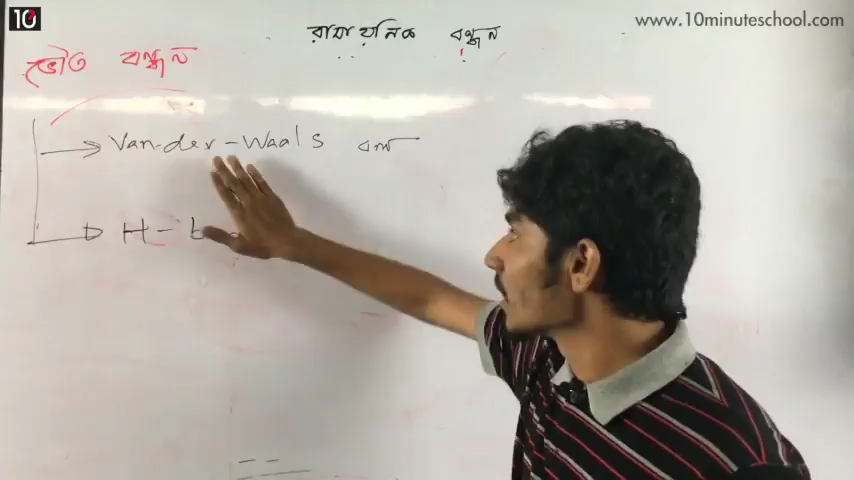 10
www.10minuteschool.com
রাসায়নিক বন্ধন
ভৌত বন্ধন
Van-der-Waals বল
H-